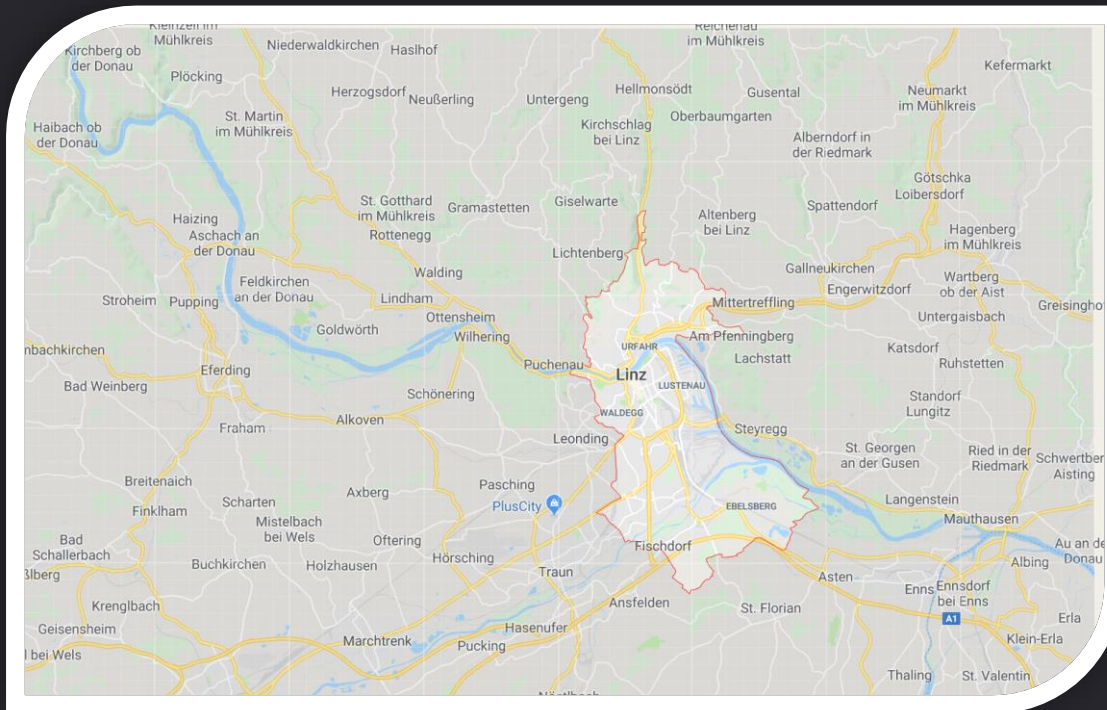 Kleinzell im
Mühlkreis
Reichenau
im Mühlkreis
Kirchberg ob
der Donau
Niederwaldkirchen
Haslhof
Kefermarkt
Plöcking
Herzogsdorf
Neußerling
Untergeng
Hellmonsödt
Gusental
Neumarkt
im Mühlkreis
St. Martin
im Mühlkreis
Oberbaumgarten
Haibach ob
der Donau
Kirchschlag
bei Linz
Alberndorf in
der Riedmark
Götschka
Loibersdorf
St. Gotthard
im Mühlkreis
Rottenegg
Gramastetten
Giselwarte
Spattendorf
Haizing
Aschach an
der Donau
Altenberg
bei Linz
Hagenberg
im Mühlkreis
Lichtenberg
Walding
Gallneukirchen
Engerwitzdorf
Wartberg
ob der Aist
Feldkirchen
an der Donau
Stroheim
Pupping
Lindham
Mittertreffling
Greisinghof
Ottensheim
Untergaisbach
Goldwörth
Wilhering
Am Pfenningberg
URFAHR
Katsdorf
mbachkirchen
Lachstatt
Puchenau
Ruhstetten
Eferding
Linz
Bad Weinberg
LUSTENAU
Schönering
Standorf
Lungitz
WALDEGG
Alkoven
Fraham
Steyregg
Leonding
St. Georgen
an der Gusen
Ried in der
Riedmark
Schwertber
Aisting
Breitenaich
Pasching
Axberg
Scharten
PlusCity
Langenstein
Finklham
EBELSBERG
Mistelbach
bei Wels
Mauthausen
Bad
Schallerbach
Oftering
Fischdorf
Au an de
Donau
Hörsching
Buchkirchen
Holzhausen
Albing
Traun
Asten
ßlberg
Enns
Ennsdorf
bei Enns
Krenglbach
Ansfelden
St. Florian
A1
Erla
Geisensheim
Hasenufer
Marchtrenk
Klein-Erla
Pucking
l bei Wels
Thaling
St. Valentin